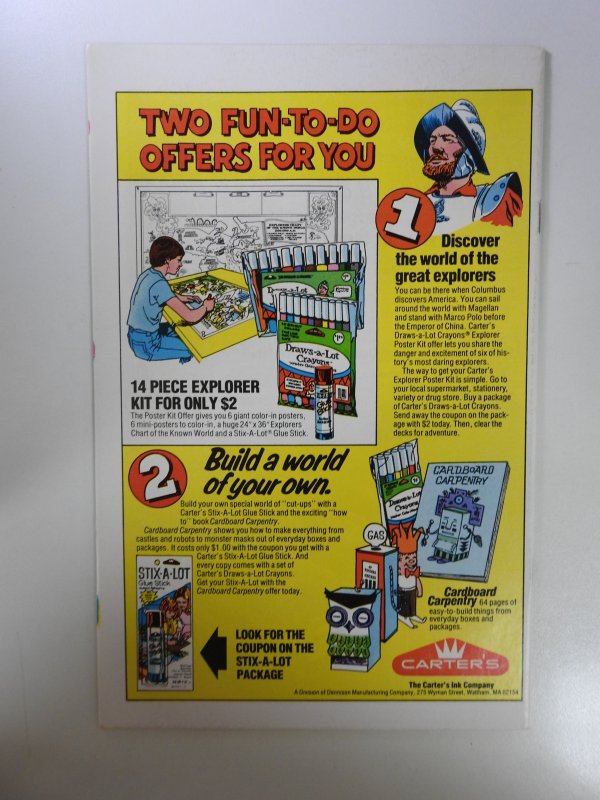 TWO FUN-TO-DO
OFFERS FOR YOU
1
Discover
the world of the
great explorers
You can be there when Columbus
discovers America. You can sail
around the world with Magellan
and stand with Marco Polo before
the Emperor of China. Carter's
Draws-a-Lot Crayons® Explorer
Poster Kit offer lets you share the
danger and excitement of six of his-
tory's most daring explorers.
The way to get your Carter's
Explorer Poster Kit is simple. Go to
your local supermarket, stationery,
variety or drug store. Buy a package
of Carter's Draws-a-Lot Crayons.
Send away the coupon on the pack-
age with $2 today. Then, clear the
decks for adventure.
Draws-a-Lot
Draws-a-Lot
Crayons
14 PIECE EXPLORER
KIT FOR ONLY $2
The Poster Kit Offer gives you 6 giant color-in posters,
6 mini-posters to color-in, a huge 24" x 36" Explorers
Chart of the Known World and a Stix-A-Lot® Glue Stick.
2
Build a world
of your own.
Build your own special world of "cut-ups" with a
Carter's Stix-A-Lot Glue Stick and the exciting "how
to" book Cardboard Carpentry.
Cardboard Carpentry shows you how to make everything from
castles and robots to monster masks out of everyday boxes and
packages. It costs only $1.00 with the coupon you get with a
Carter's Stix-A-Lot Glue Stick. And
every copy comes with a set of
Carter's Draws-a-Lot Crayons.
Get your Stix-A-Lot with the
Cardboard Carpentry offer today.
STIX-A-LOT
Glue Stick
LOOK FOR THE
COUPON ON THE
STIX-A-LOT
PACKAGE
Draws-a-Lot
Crayons
CARDBOARD
CARPENTRY
GAS
Cardboard
Carpentry 64 pages of
easy-to-build things from
everyday boxes and
packages.
CARTER'S
The Carter's Ink Company
A Division of Dennison Manufacturing Company, 275 Wyman Street, Waltham, MA 02154